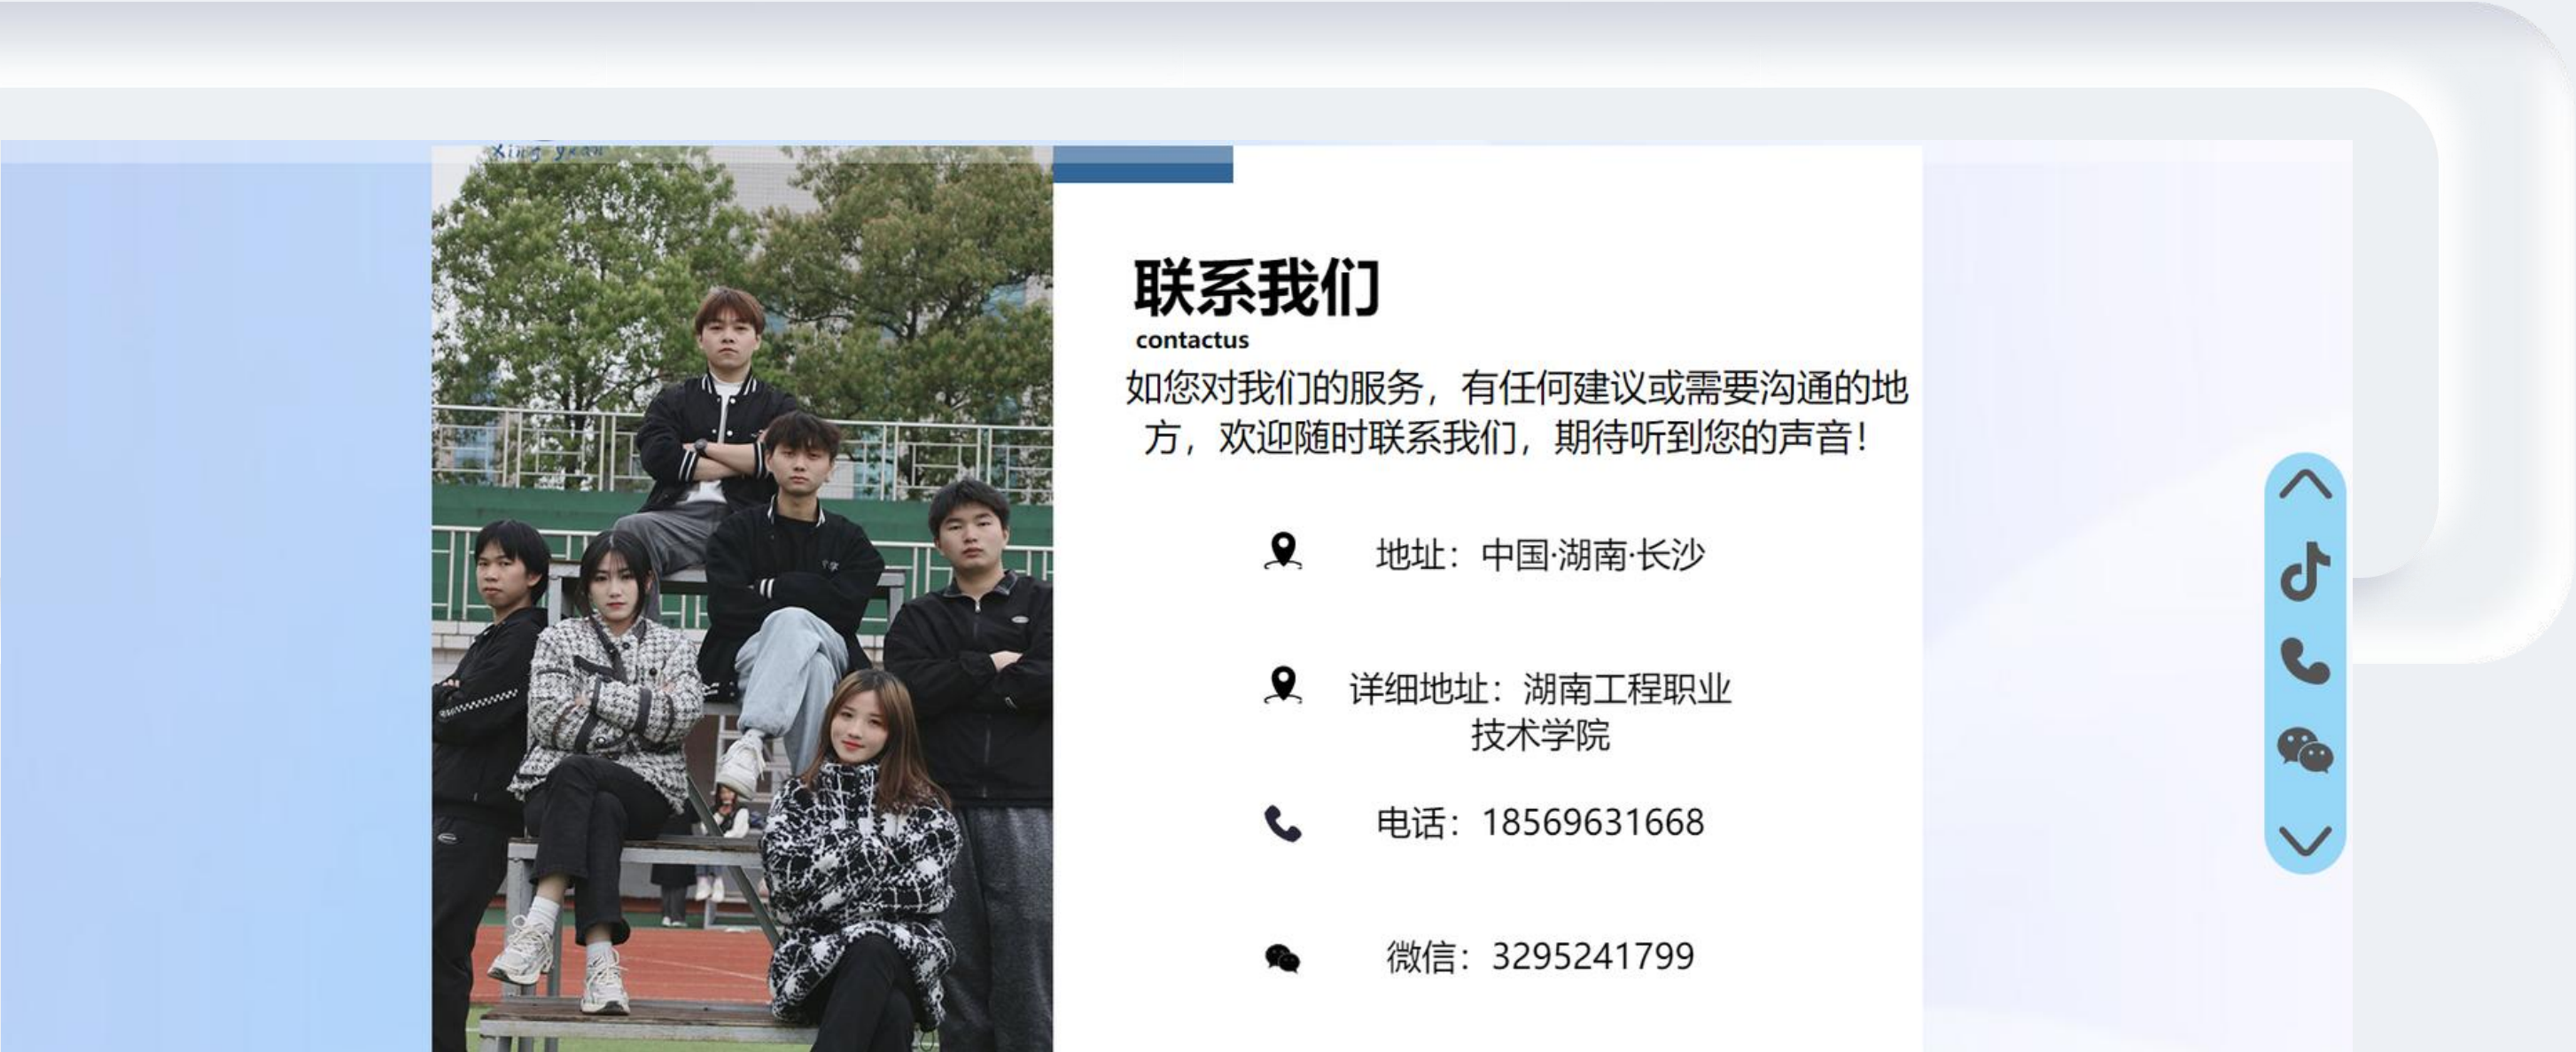 Xing yuan
联系我们
contactus
如您对我们的服务，有任何建议或需要沟通的地
方，欢迎随时联系我们，期待听到您的声音！
地址：中国·湖南·长沙
详细地址：湖南工程职业
技术学院
电话：18569631668
微信：3295241799